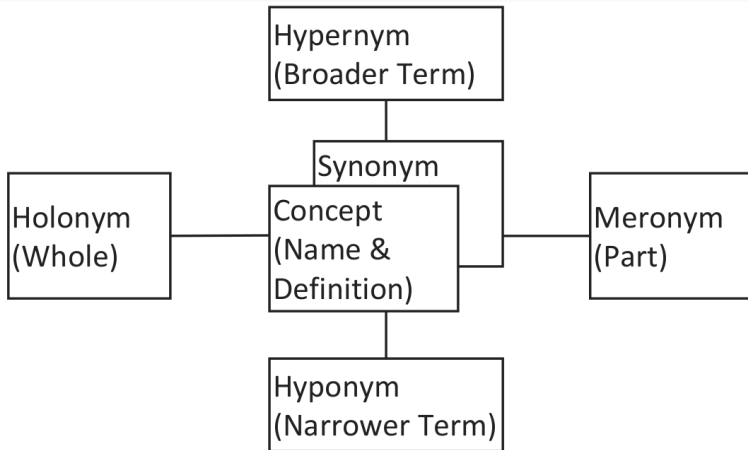 Hypernym
(Broader Term)
Synonym
Holonym
(Whole)
Concept
(Name &
Definition)
Meronym
(Part)
Hyponym
(Narrower Term)